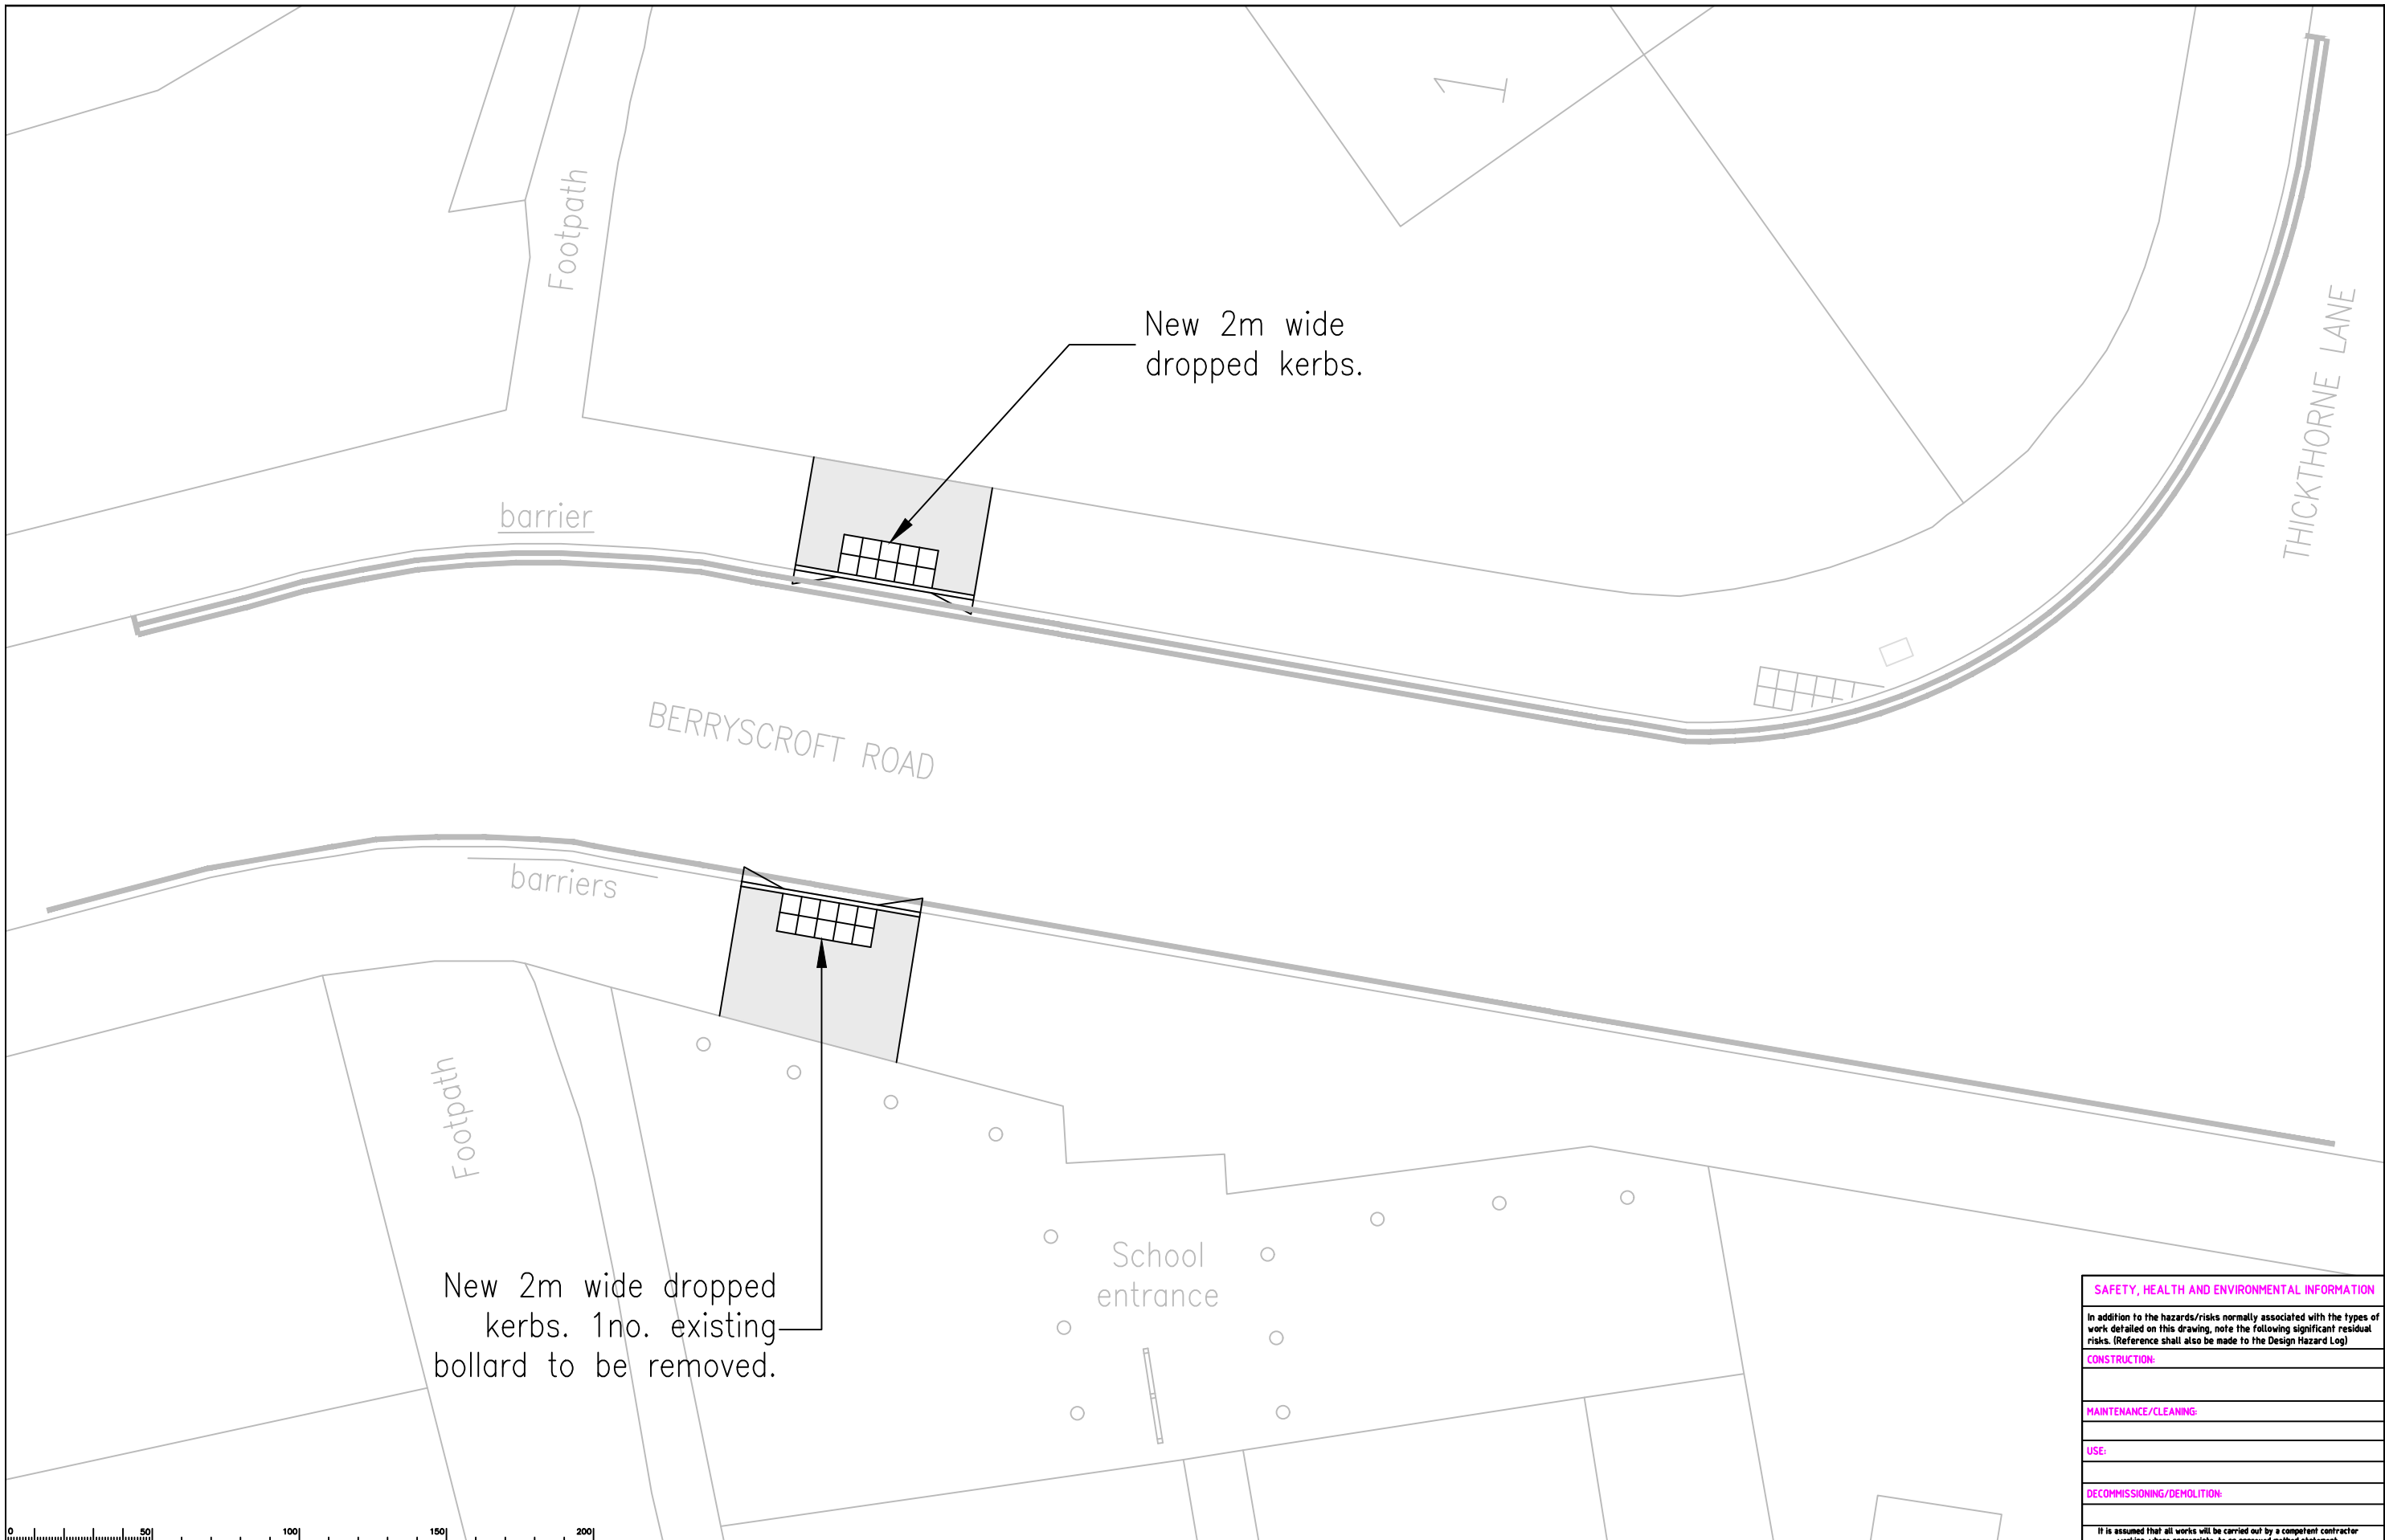 1
Footpath
THICKTHORNE LANE
New 2m wide
dropped kerbs.
barrier
BERRYSCROFT ROAD
barriers
Footpath
School
entrance
New 2m wide dropped
kerbs. 1no. existing
bollard to be removed.
SAFETY, HEALTH AND ENVIRONMENTAL INFORMATION
In addition to the hazards/risks normally associated with the types of
work detailed on this drawing, note the following significant residual
risks. (Reference shall also be made to the Design Hazard Log)
CONSTRUCTION:
MAINTENANCE/CLEANING:
USE:
DECOMMISSIONING/DEMOLITION:
It is assumed that all works will be carried out by a competent contractor
0 50 100 150 200